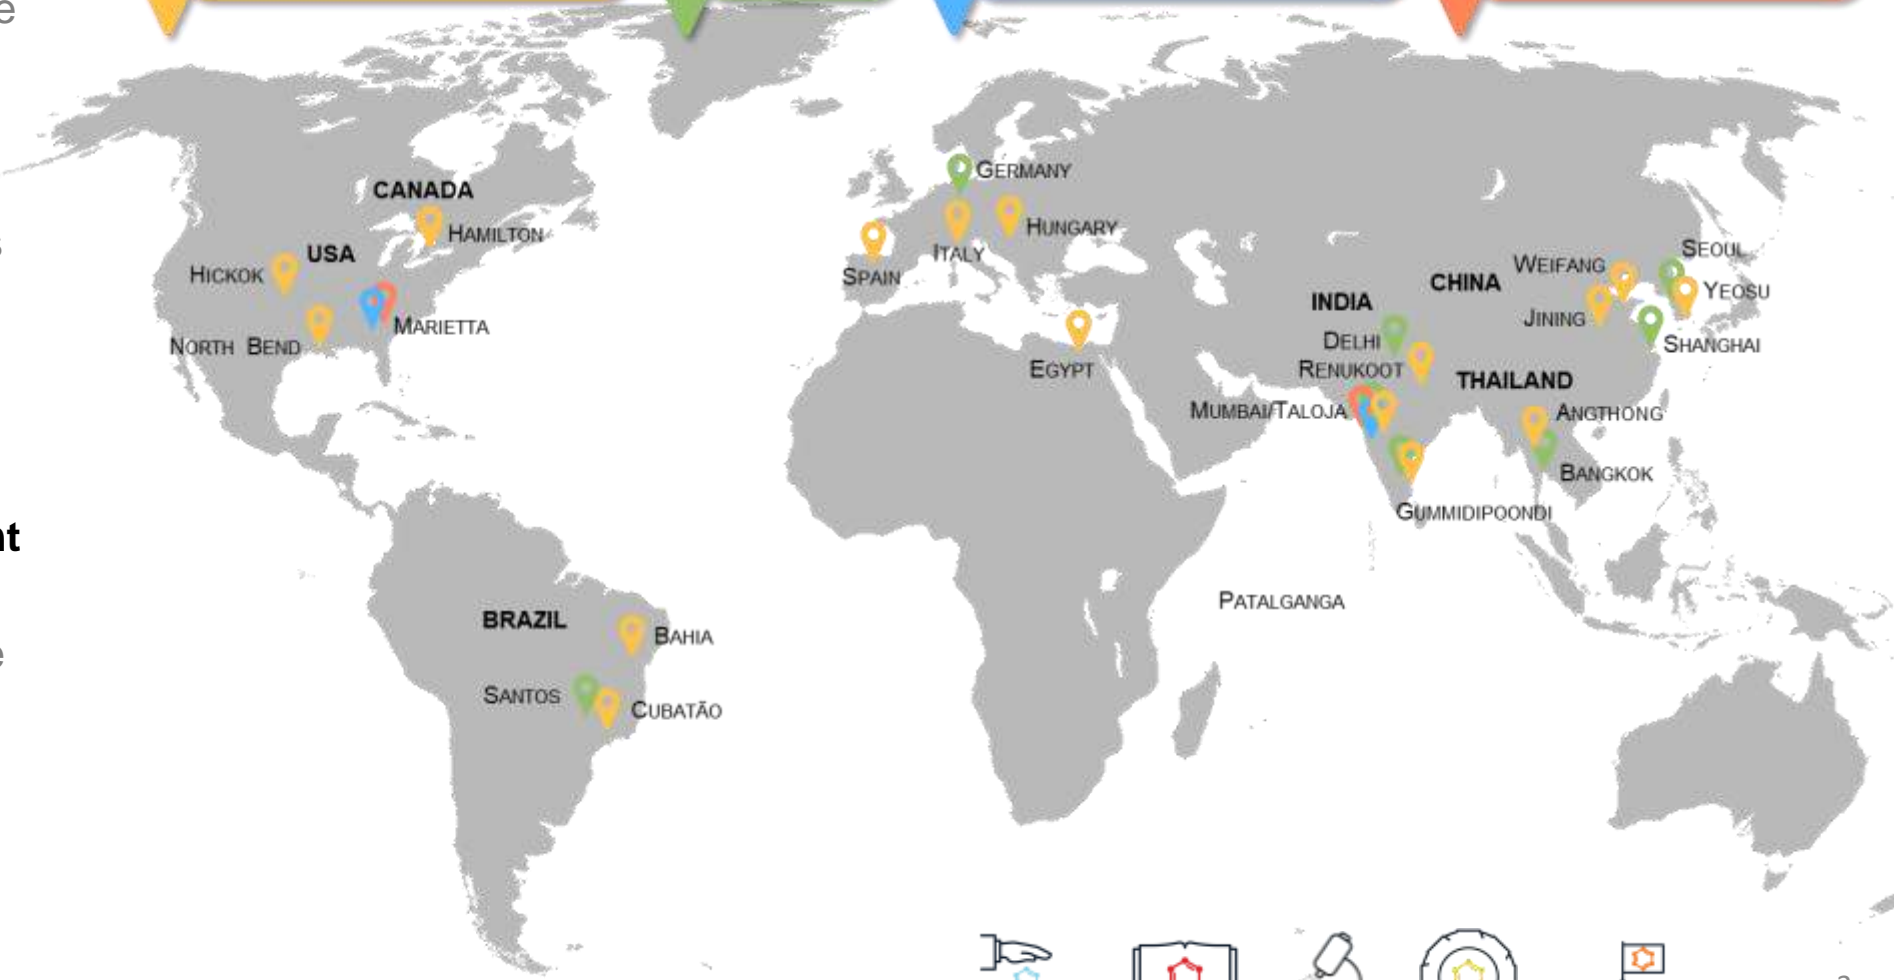 CANADA
HAMILTON
USA
HICKOK
MARIETTA
NORTH BEND
GERMANY
HUNGARY
ITALY
SPAIN
EGYPT
SEOUL
WEIFANG
CHINA
YEOSU
INDIA
JINING
DELHI
SHANGHAI
RENUKOOT
THAILAND
MUMBAI/TALOJA
ANGTHONG
BANGKOK
GUMMIDIPOONDI
PATALGANGA
BRAZIL
BAHIA
SANTOS
CUBATÃO